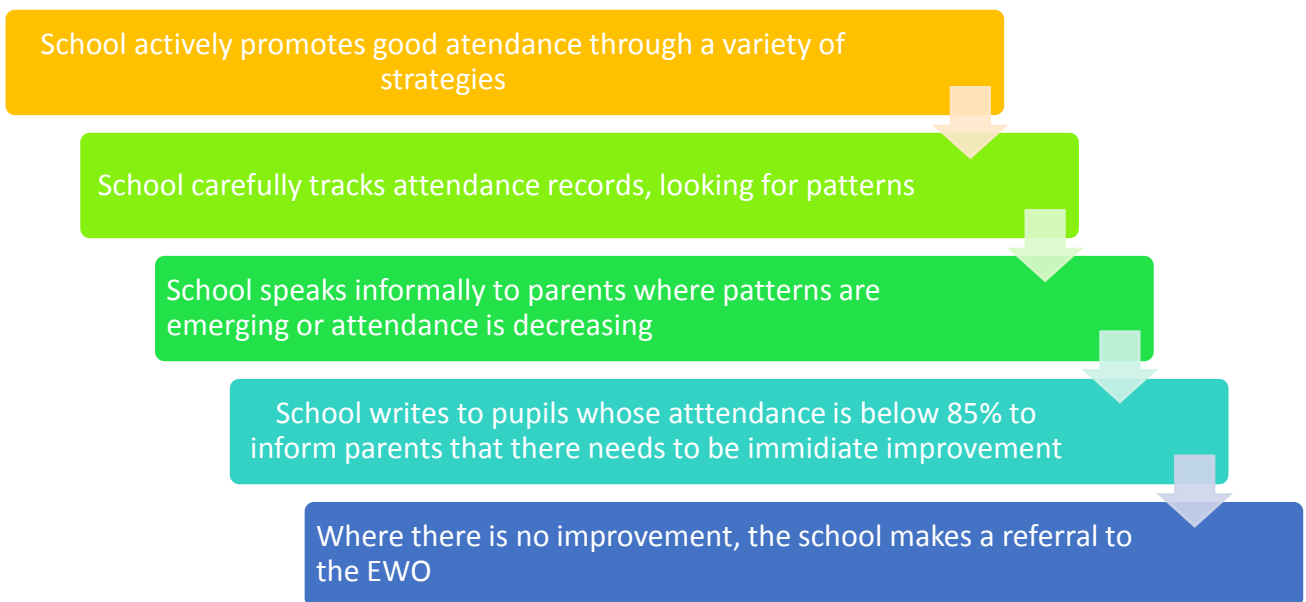 School actively promotes good atendance through a variety of
strategies
School carefully tracks attendance records, looking for patterns
School speaks informally to parents where patterns are
emerging or attendance is decreasing
School writes to pupils whose atttendance is below 85% to
inform parents that there needs to be immidiate improvement
Where there is no improvement, the school makes a referral to
the EWO